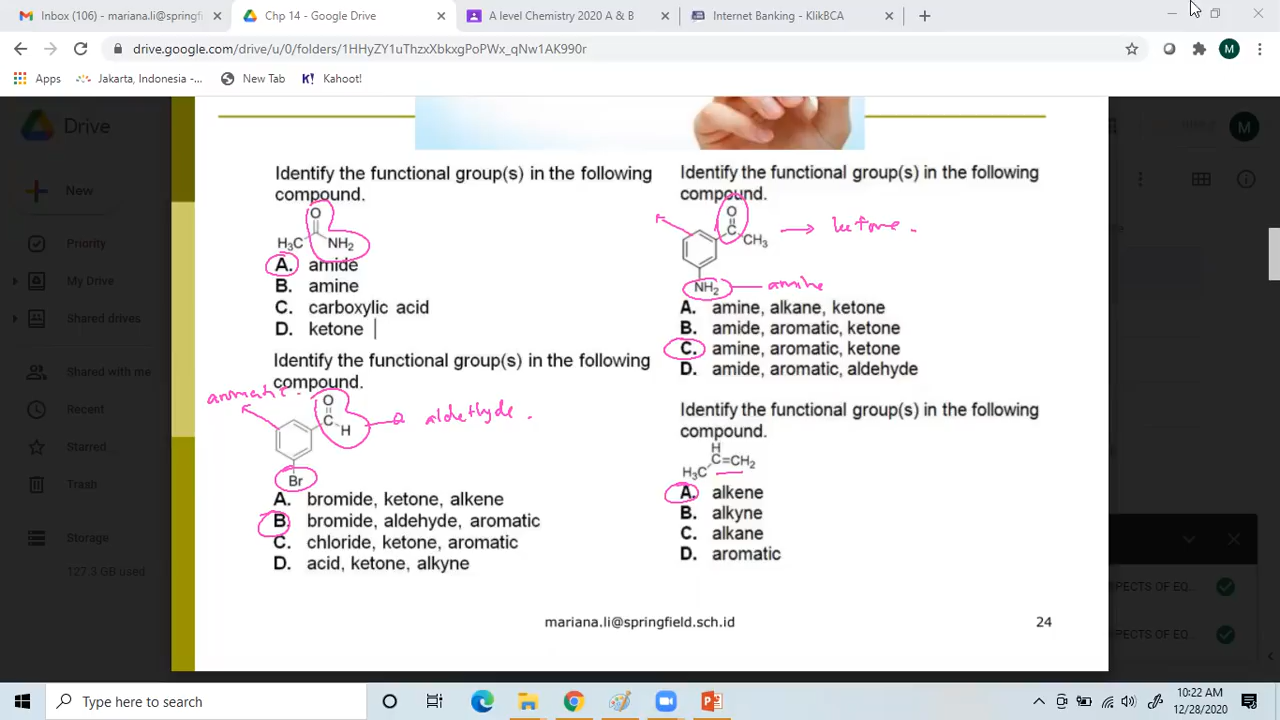 Inbox (106) - mariana.li@springf
Chp 14 - Google Drive
A level Chemistry 2020 A & B
Internet Banking - KlikBCA
drive.google.com/drive/u/0/folders/1HHyZY1uThzxXbkxgPoPWx_qNw1AK990r
M
Apps
Jakarta, Indonesia -...
New Tab
Kahoot!
Drive
M
New
Priority
My Drive
Shared drives
Shared with me
Recent
Starred
Trash
Storage
127.3 GB used
Identify the functional group(s) in the following
compound.
O
H3C NH2
A. amide
B. amine
C. carboxylic acid
D. ketone
Identify the functional group(s) in the following
compound.
aromatic.
O
C H
aldehyde.
Br
A. bromide, ketone, alkene
B. bromide, aldehyde, aromatic
C. chloride, ketone, aromatic
D. acid, ketone, alkyne
Identify the functional group(s) in the following
compound.
O
C CH3
ketone.
NH2
amine
A. amine, alkane, ketone
B. amide, aromatic, ketone
C. amine, aromatic, ketone
D. amide, aromatic, aldehyde
Identify the functional group(s) in the following
compound.
H
C=CH2
H3C
A. alkene
B. alkyne
C. alkane
D. aromatic
mariana.li@springfield.sch.id
24
PECTS OF EQ...
PECTS OF EQ...
Type here to search
10:22 AM
12/28/2020